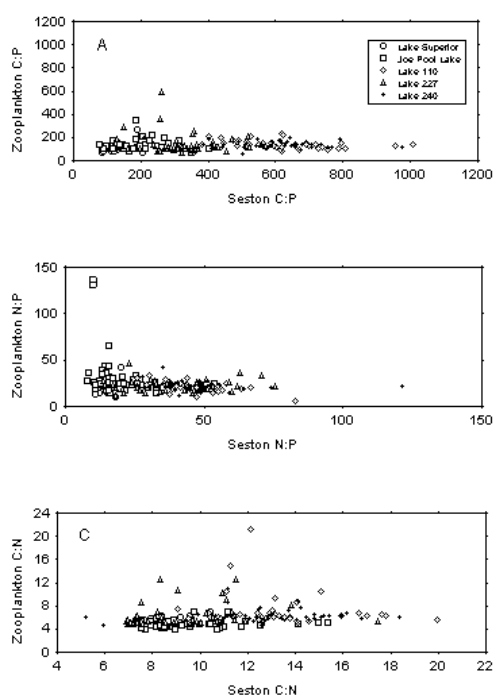 1200
1000
800
600
400
200
0
A
Lake Superior
Joe Pool Lake
Lake 110
Lake 227
Lake 240
Zooplankton C:P
0 200 400 600 800 1000 1200
Seston C:P
150
100
50
0
B
Zooplankton N:P
0 50 100 150
Seston N:P
24
20
16
12
8
4
0
C
Zooplankton C:N
4 6 8 10 12 14 16 18 20 22
Seston C:N